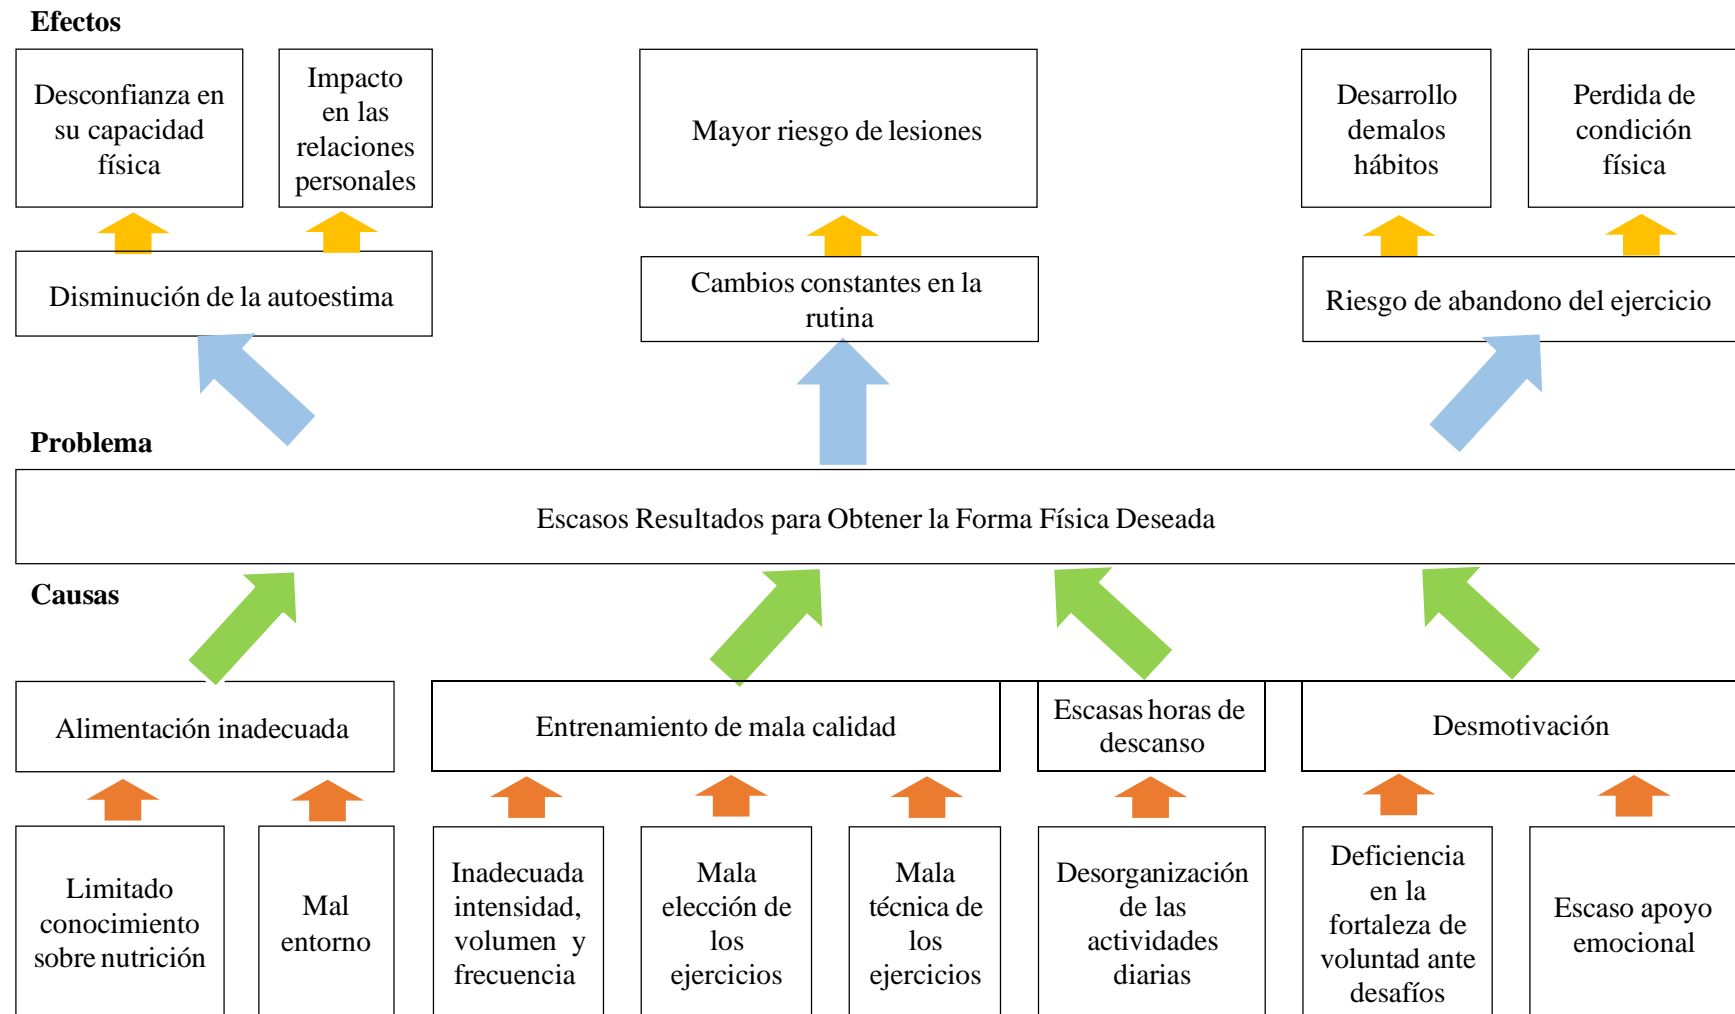 Efectos
Desconfianza en
su capacidad
física
Impacto
en las
relaciones
personales
Mayor riesgo de lesiones
Desarrollo
demalos
hábitos
Perdida de
condición
física
Disminución de la autoestima
Cambios constantes en la
rutina
Riesgo de abandono del ejercicio
Problema
Escasos Resultados para Obtener la Forma Física Deseada
Causas
Alimentación inadecuada
Entrenamiento de mala calidad
Escasas horas de
descanso
Desmotivación
Limitado
conocimiento
sobre nutrición
Mal
entorno
Inadecuada
intensidad,
volumen y
frecuencia
Mala
elección de
los
ejercicios
Mala
técnica de
los
ejercicios
Desorganización
de las
actividades
diarias
Deficiencia
en la
fortaleza de
voluntad ante
desafíos
Escaso apoyo
emocional